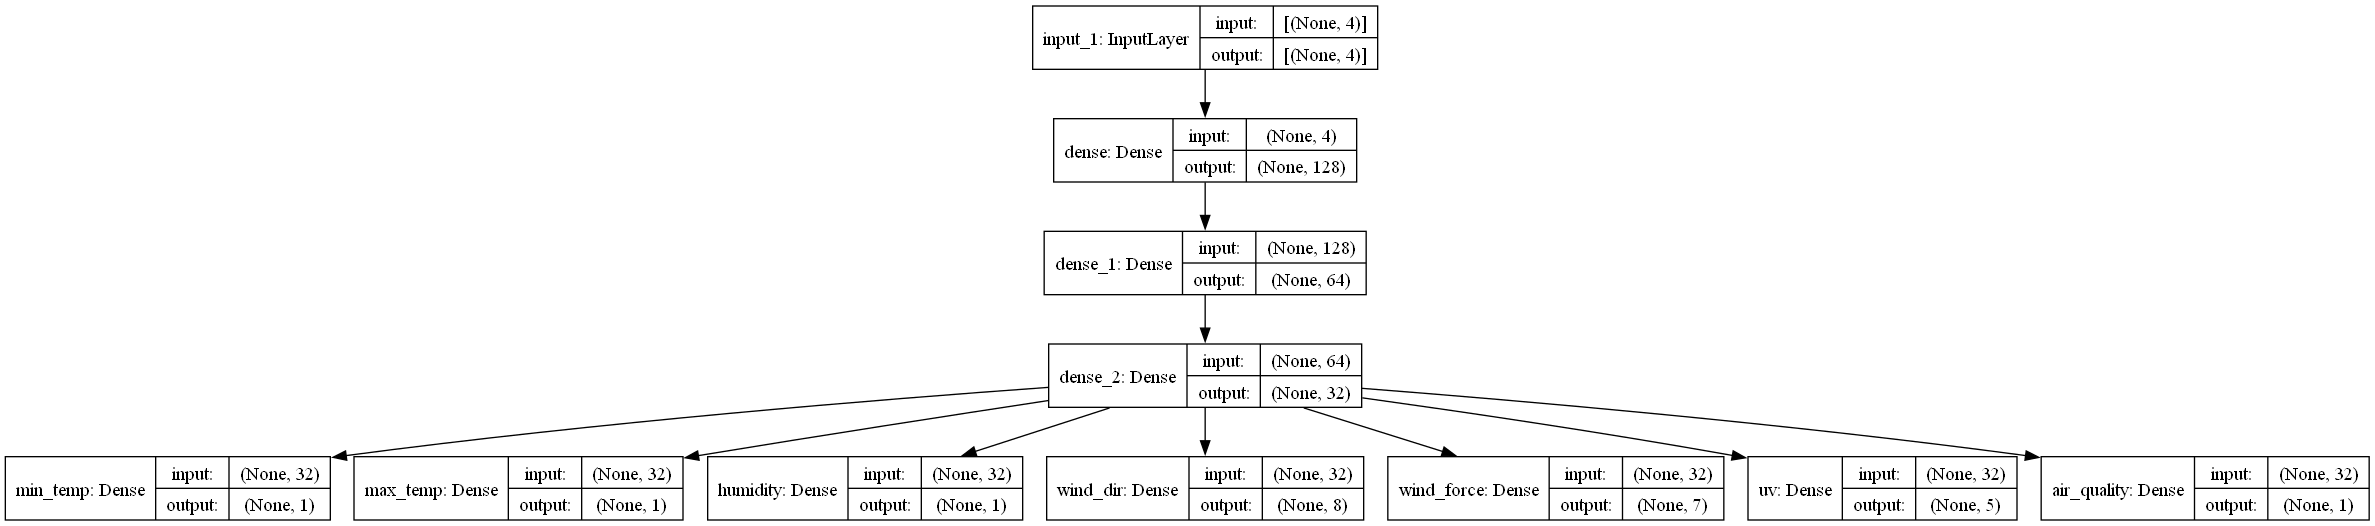 input_1: InputLayer
input:
[(None, 4)]
output:
[(None, 4)]
dense: Dense
input:
(None, 4)
output:
(None, 128)
dense_1: Dense
input:
(None, 128)
output:
(None, 64)
dense_2: Dense
input:
(None, 64)
output:
(None, 32)
min_temp: Dense
input:
(None, 32)
output:
(None, 1)
max_temp: Dense
input:
(None, 32)
output:
(None, 1)
humidity: Dense
input:
(None, 32)
output:
(None, 1)
wind_dir: Dense
input:
(None, 32)
output:
(None, 8)
wind_force: Dense
input:
(None, 32)
output:
(None, 7)
uv: Dense
input:
(None, 32)
output:
(None, 5)
air_quality: Dense
input:
(None, 32)
output:
(None, 1)